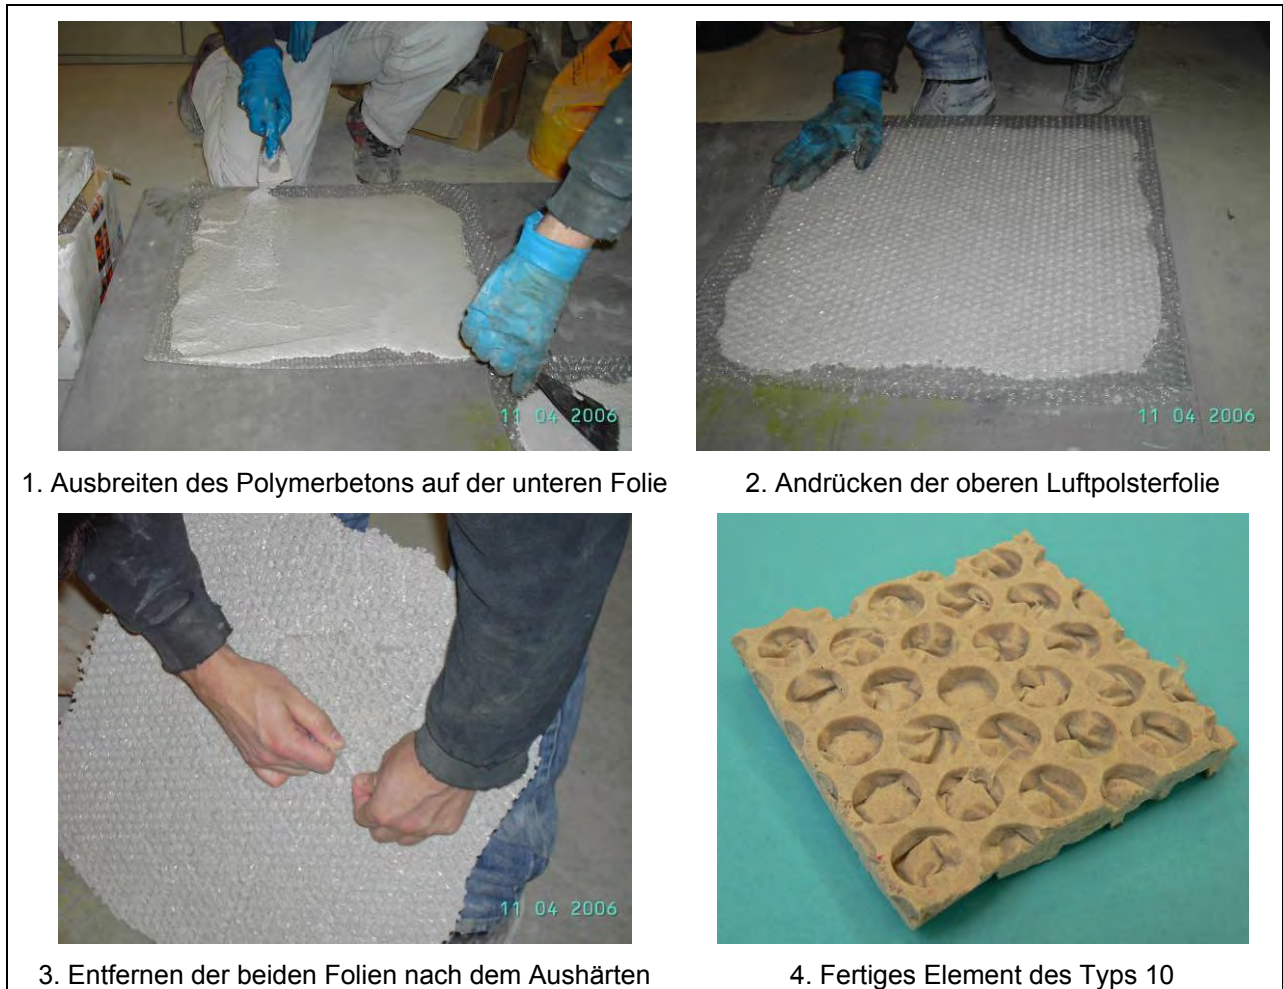 11 04 2006
11 04 2006
1. Ausbreiten des Polymerbetons auf der unteren Folie
2. Andrücken der oberen Luftpolsterfolie
11 04 2006
3. Entfernen der beiden Folien nach dem Aushärten
4. Fertiges Element des Typs 10